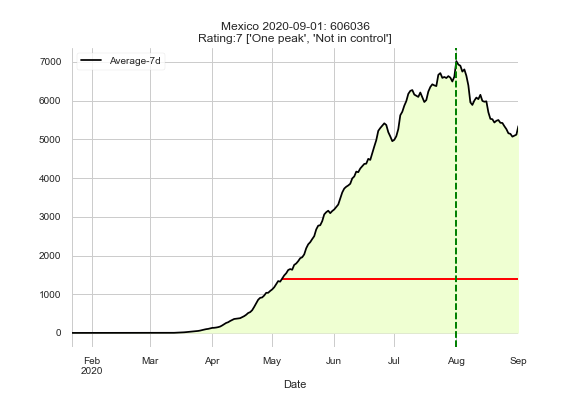 Mexico 2020-09-01: 606036
Rating:7 ['One peak', 'Not in control']
Average-7d
7000
6000
5000
4000
3000
2000
1000
0
Feb Mar Apr May Jun Jul Aug Sep
2020
Date